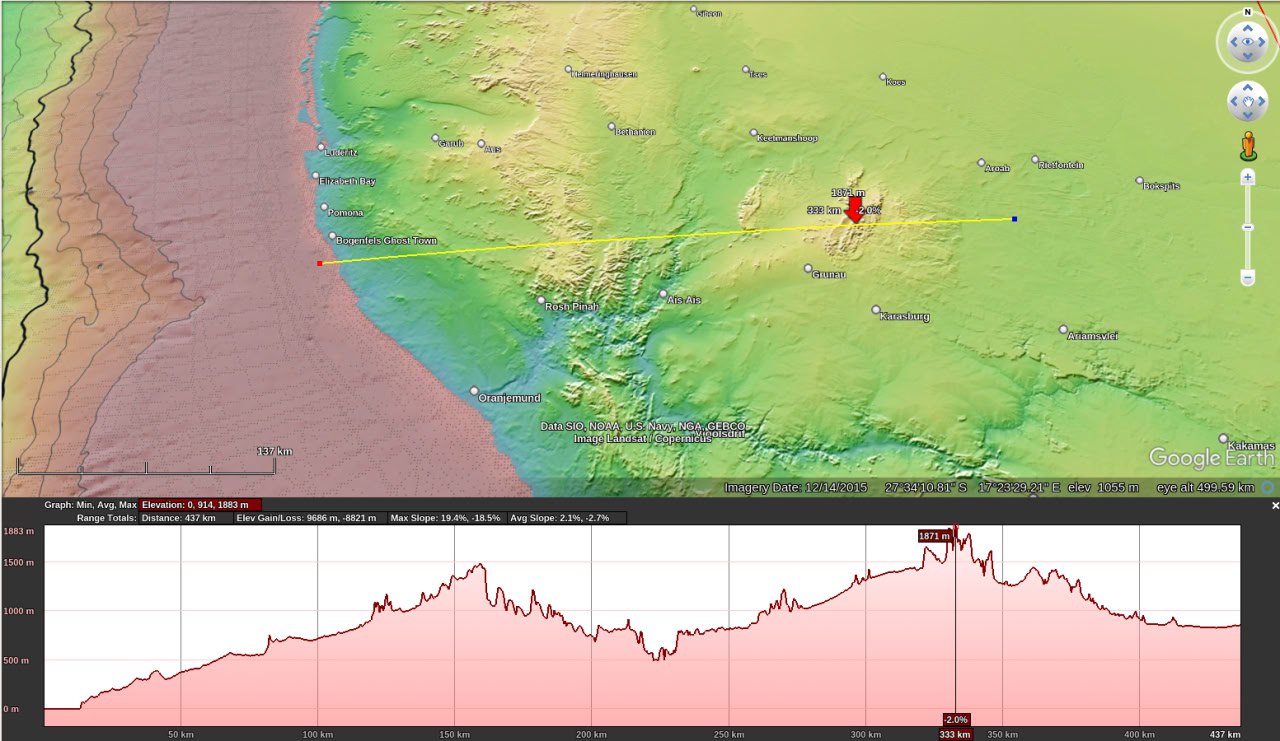 Gibeon
N
Helmeringhausen
Tses
Koes
Bethanien
Keetmanshoop
Garub
Aus
Luderitz
Aroab
Rietfontein
Elizabeth Bay
Bokspits
1871 m
333 km -2.0%
Pomona
Bogenfels Ghost Town
Grunau
Rosh Pinah
Ais-Ais
Karasburg
Ariamsvlei
Oranjemund
Data SIO, NOAA, U.S. Navy, NGA, GEBCO
Vioolsdrif
Image Landsat / Copernicus
Kakamas
137 km
Google Earth
Imagery Date: 12/14/2015 27°34'10.81" S 17°23'29.21" E elev 1055 m eye alt 499.59 km
Graph: Min, Avg, Max Elevation: 0, 914, 1883 m
Range Totals: Distance: 437 km Elev Gain/Loss: 9686 m, -8821 m Max Slope: 19.4%, -18.5% Avg Slope: 2.1%, -2.7%
1883 m
1871 m
1500 m
1000 m
500 m
0 m
-2.0%
50 km 100 km 150 km 200 km 250 km 300 km 333 km 350 km 400 km 437 km